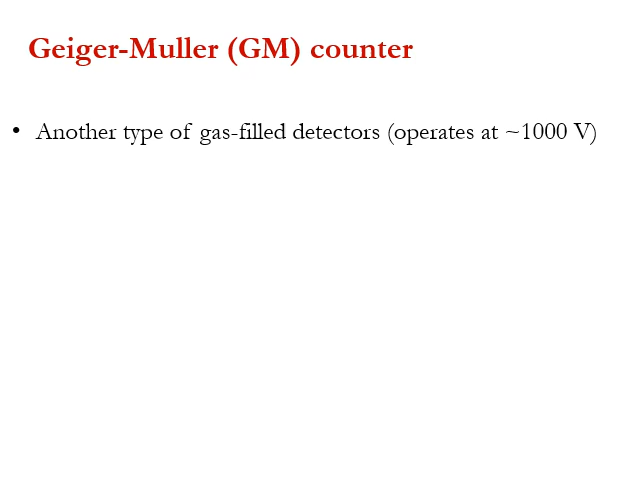 Geiger-Muller (GM) counter
• Another type of gas-filled detectors (operates at ~1000 V)